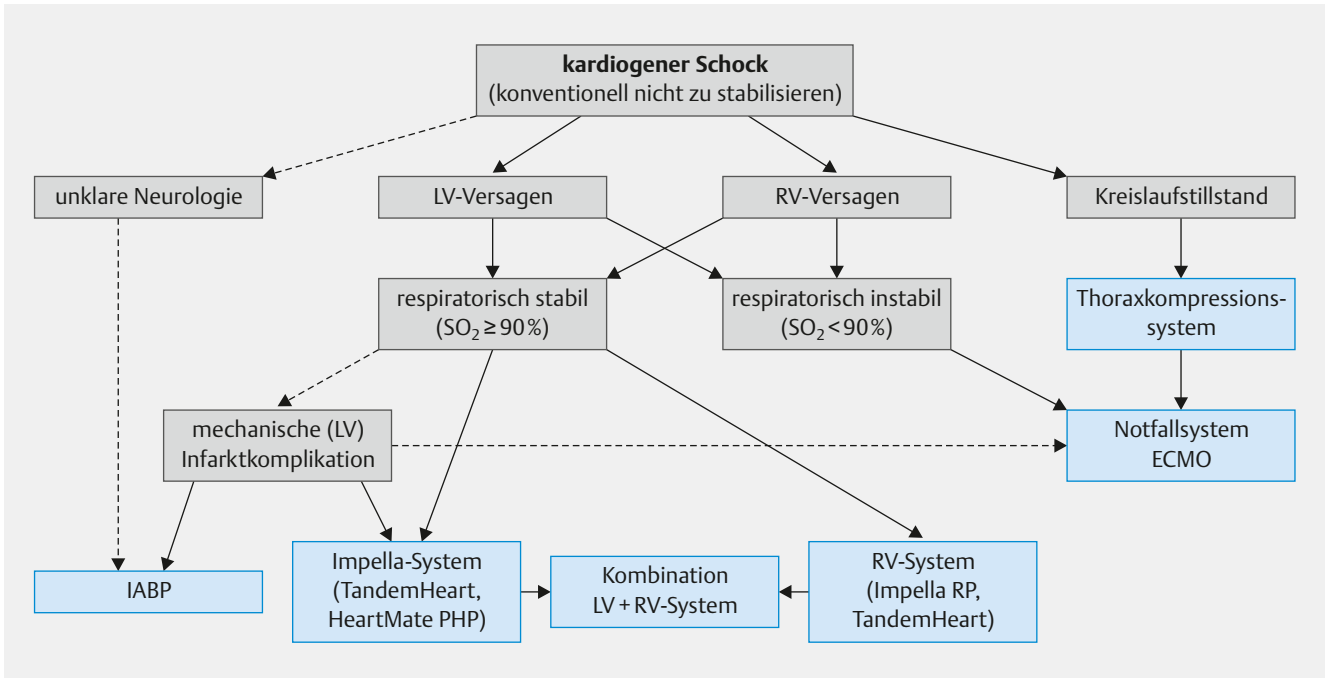 kardiogener Schock
(konventionell nicht zu stabilisieren)
unklare Neurologie
LV-Versagen
RV-Versagen
Kreislaufstillstand
respiratorisch stabil
(SO₂ ≥ 90 %)
respiratorisch instabil
(SO₂ < 90 %)
Thoraxkompressions-
system
mechanische (LV)
Infarktkomplikation
Notfallsystem
ECMO
IABP
Impella-System
(TandemHeart,
HeartMate PHP)
Kombination
LV + RV-System
RV-System
(Impella RP,
TandemHeart)